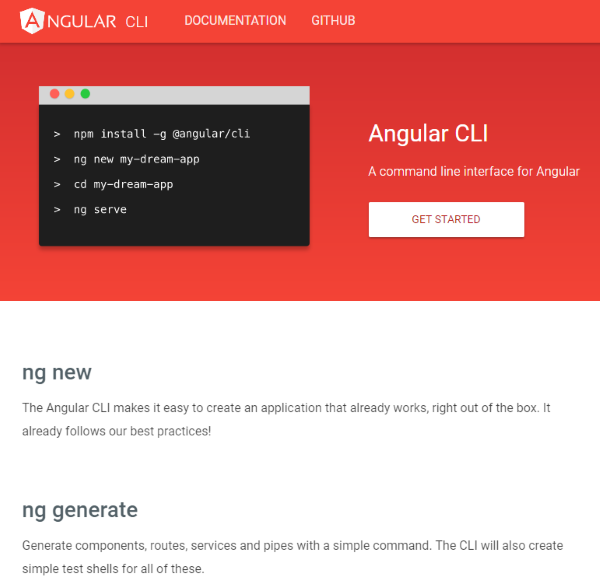 ANGULAR CLI DOCUMENTATION GITHUB
> npm install -g @angular/cli
> ng new my-dream-app
> cd my-dream-app
> ng serve
Angular CLI
A command line interface for Angular
GET STARTED
ng new
The Angular CLI makes it easy to create an application that already works, right out of the box. It
already follows our best practices!
ng generate
Generate components, routes, services and pipes with a simple command. The CLI will also create
simple test shells for all of these.